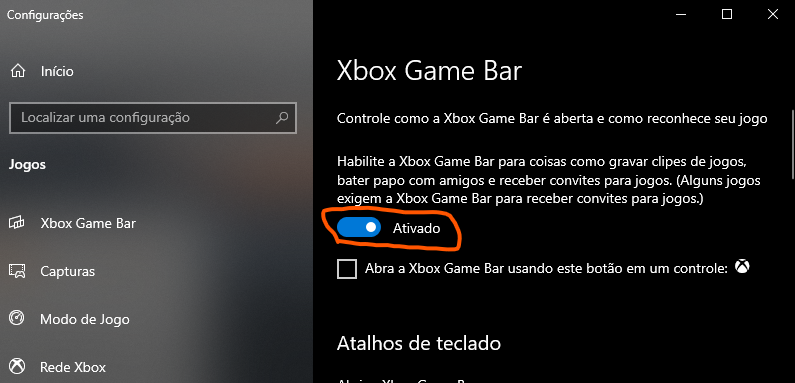 Configurações
Início
Localizar uma configuração
Jogos
Xbox Game Bar
Capturas
Modo de Jogo
Rede Xbox
Xbox Game Bar
Controle como a Xbox Game Bar é aberta e como reconhece seu jogo
Habilite a Xbox Game Bar para coisas como gravar clipes de jogos,
bater papo com amigos e receber convites para jogos. (Alguns jogos
exigem a Xbox Game Bar para receber convites para jogos.)
Ativado
Abra a Xbox Game Bar usando este botão em um controle:
Atalhos de teclado